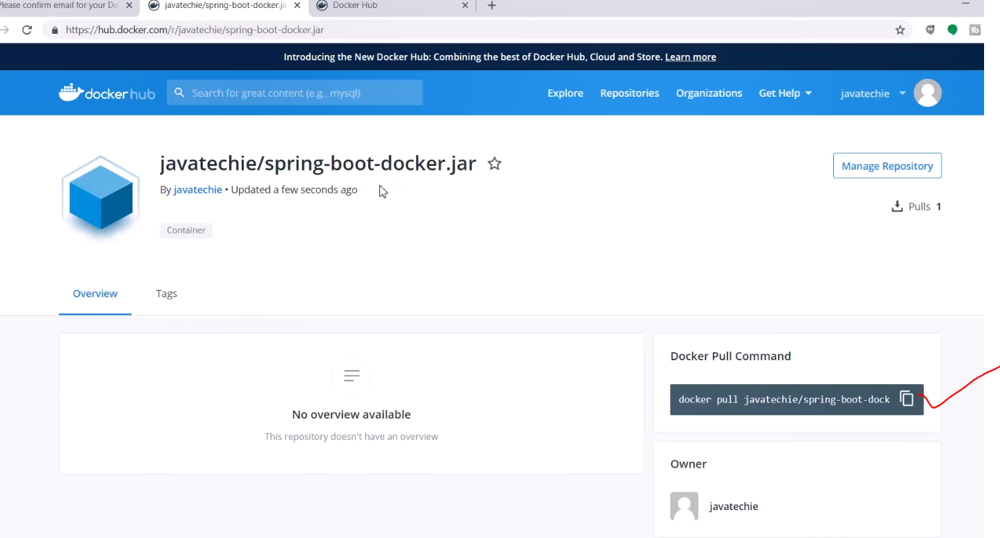 Please confirm email for your Do
javatechie/spring-boot-docker.ja
Docker Hub
https://hub.docker.com/r/javatechie/spring-boot-docker.jar
Introducing the New Docker Hub: Combining the best of Docker Hub, Cloud and Store. Learn more
dockerhub
Search for great content (e.g., mysql)
Explore
Repositories
Organizations
Get Help
javatechie
javatechie/spring-boot-docker.jar
Manage Repository
By javatechie • Updated a few seconds ago
Pulls 1
Container
Overview
Tags
No overview available
This repository doesn't have an overview
Docker Pull Command
docker pull javatechie/spring-boot-dock
Owner
javatechie